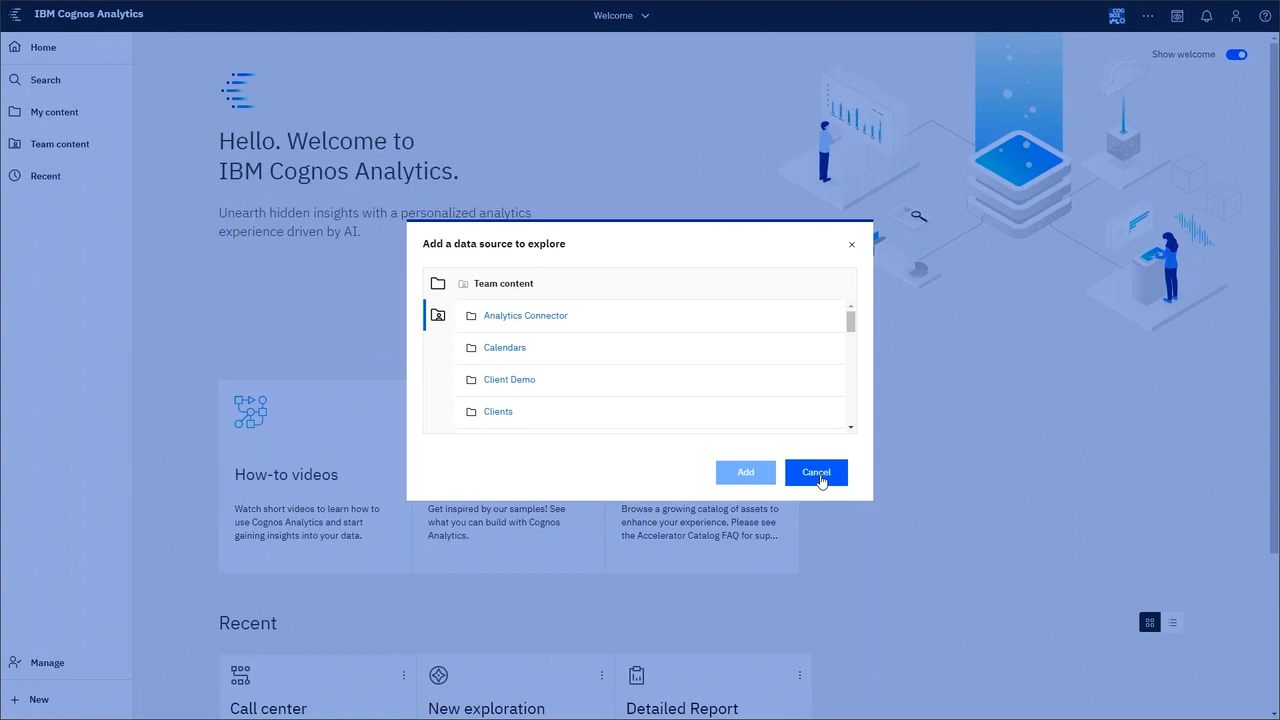 IBM Cognos Analytics
Welcome
Home
Search
My content
Team content
Recent
Manage
New
Show welcome
Hello. Welcome to
IBM Cognos Analytics.
Unearth hidden insights with a personalized analytics
experience driven by AI.
Add a data source to explore
Team content
Analytics Connector
Calendars
Client Demo
Clients
Add
Cancel
How-to videos
Watch short videos to learn how to
use Cognos Analytics and start
gaining insights into your data.
Get inspired by our samples! See
what you can build with Cognos
Analytics.
Browse a growing catalog of assets to
enhance your experience. Please see
the Accelerator Catalog FAQ for sup...
Recent
Call center
New exploration
Detailed Report